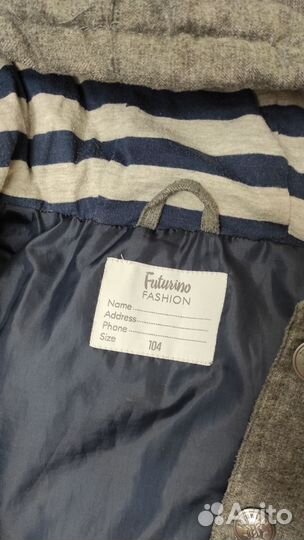 Futurino
FASHION
Name
Address
Phone
Size 104
Avito